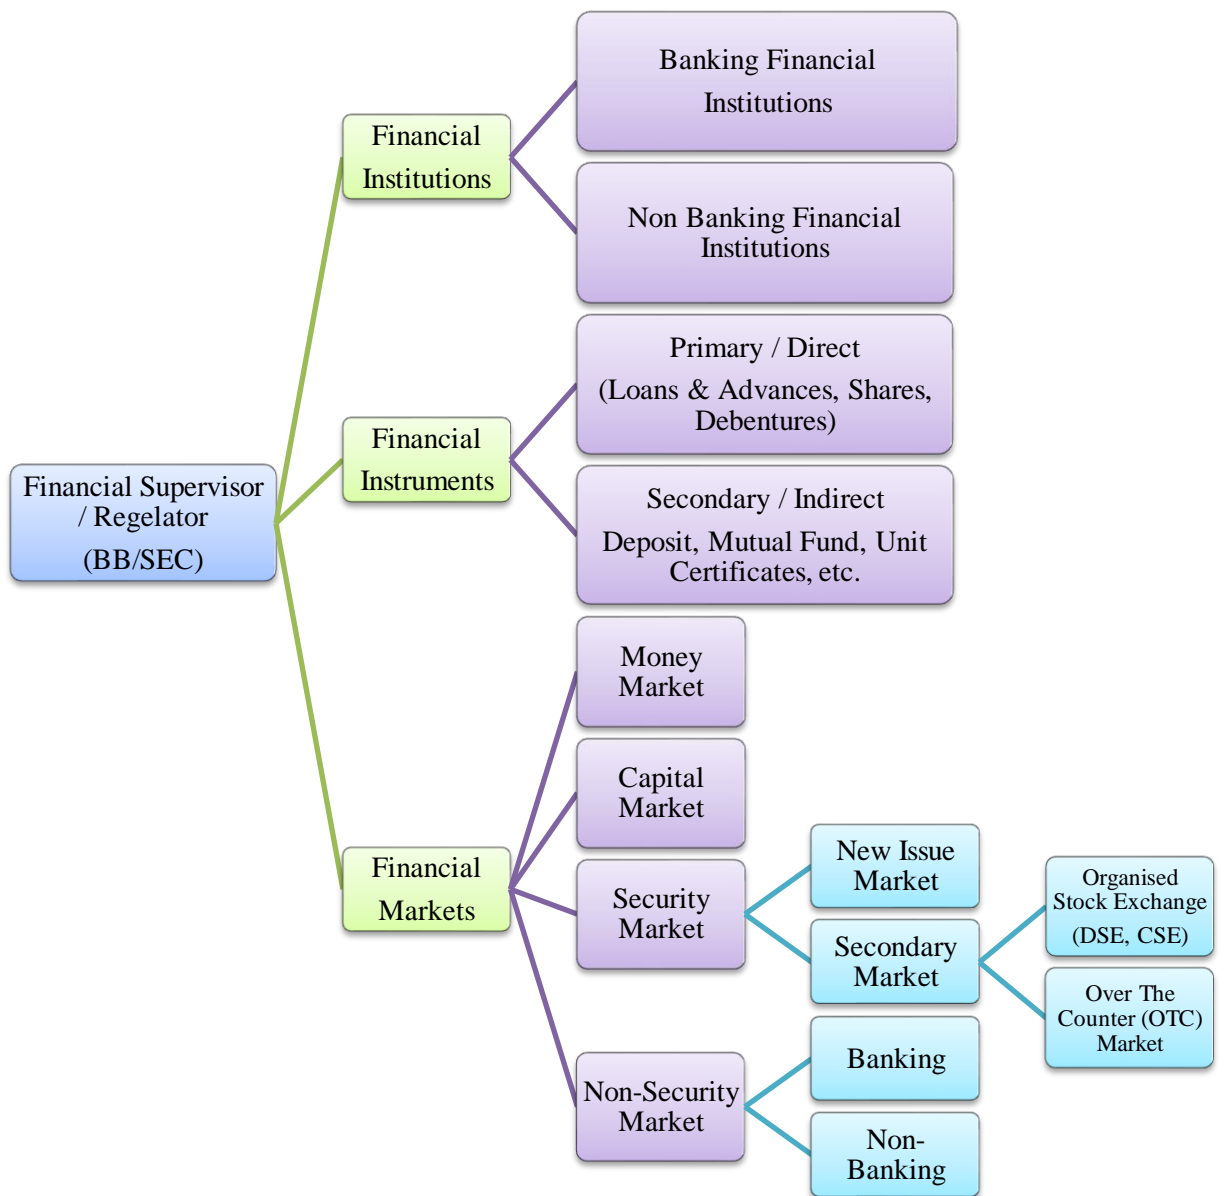 Banking Financial
Institutions
Financial
Institutions
Non Banking Financial
Institutions
Primary / Direct
(Loans & Advances, Shares,
Debentures)
Financial
Instruments
Financial Supervisor
/ Regelator
(BB/SEC)
Secondary / Indirect
Deposit, Mutual Fund, Unit
Certificates, etc.
Money
Market
Capital
Market
Financial
Markets
Security
Market
New Issue
Market
Secondary
Market
Organised
Stock Exchange
(DSE, CSE)
Over The
Counter (OTC)
Market
Non-Security
Market
Banking
Non-
Banking